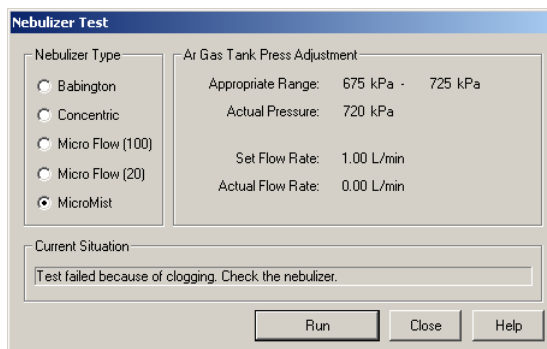 Nebulizer Test
Nebulizer Type
Babington
Concentric
Micro Flow (100)
Micro Flow (20)
MicroMist
Ar Gas Tank Press Adjustment
Appropriate Range: 675 kPa - 725 kPa
Actual Pressure: 720 kPa
Set Flow Rate: 1.00 L/min
Actual Flow Rate: 0.00 L/min
Current Situation
Test failed because of clogging. Check the nebulizer.
Run Close Help